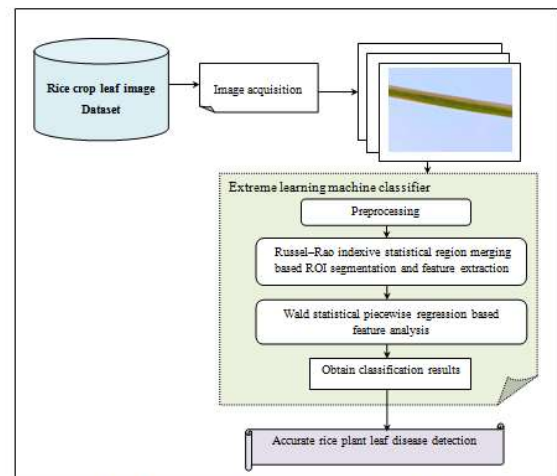 Rice crop leaf image
Dataset
Image acquisition
Extreme learning machine classifier
Preprocessing
Russel–Rao indexive statistical region merging
based ROI segmentation and feature extraction
Wald statistical piecewise regression based
feature analysis
Obtain classification results
Accurate rice plant leaf disease detection